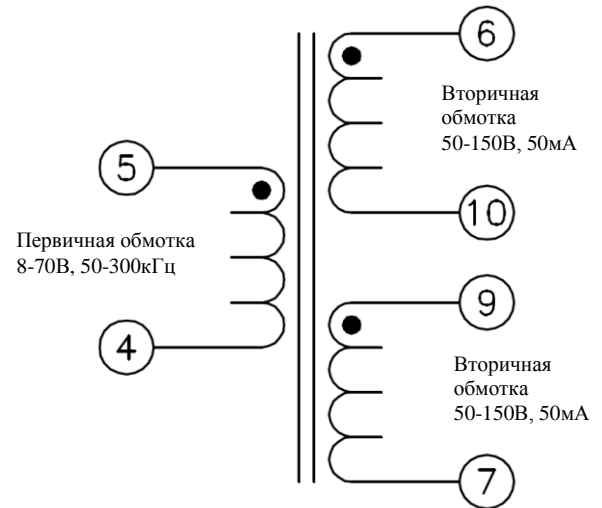 6
Вторичная
обмотка
50-150В, 50мА
10
5
Первичная обмотка
8-70В, 50-300кГц
4
9
Вторичная
обмотка
50-150В, 50мА
7